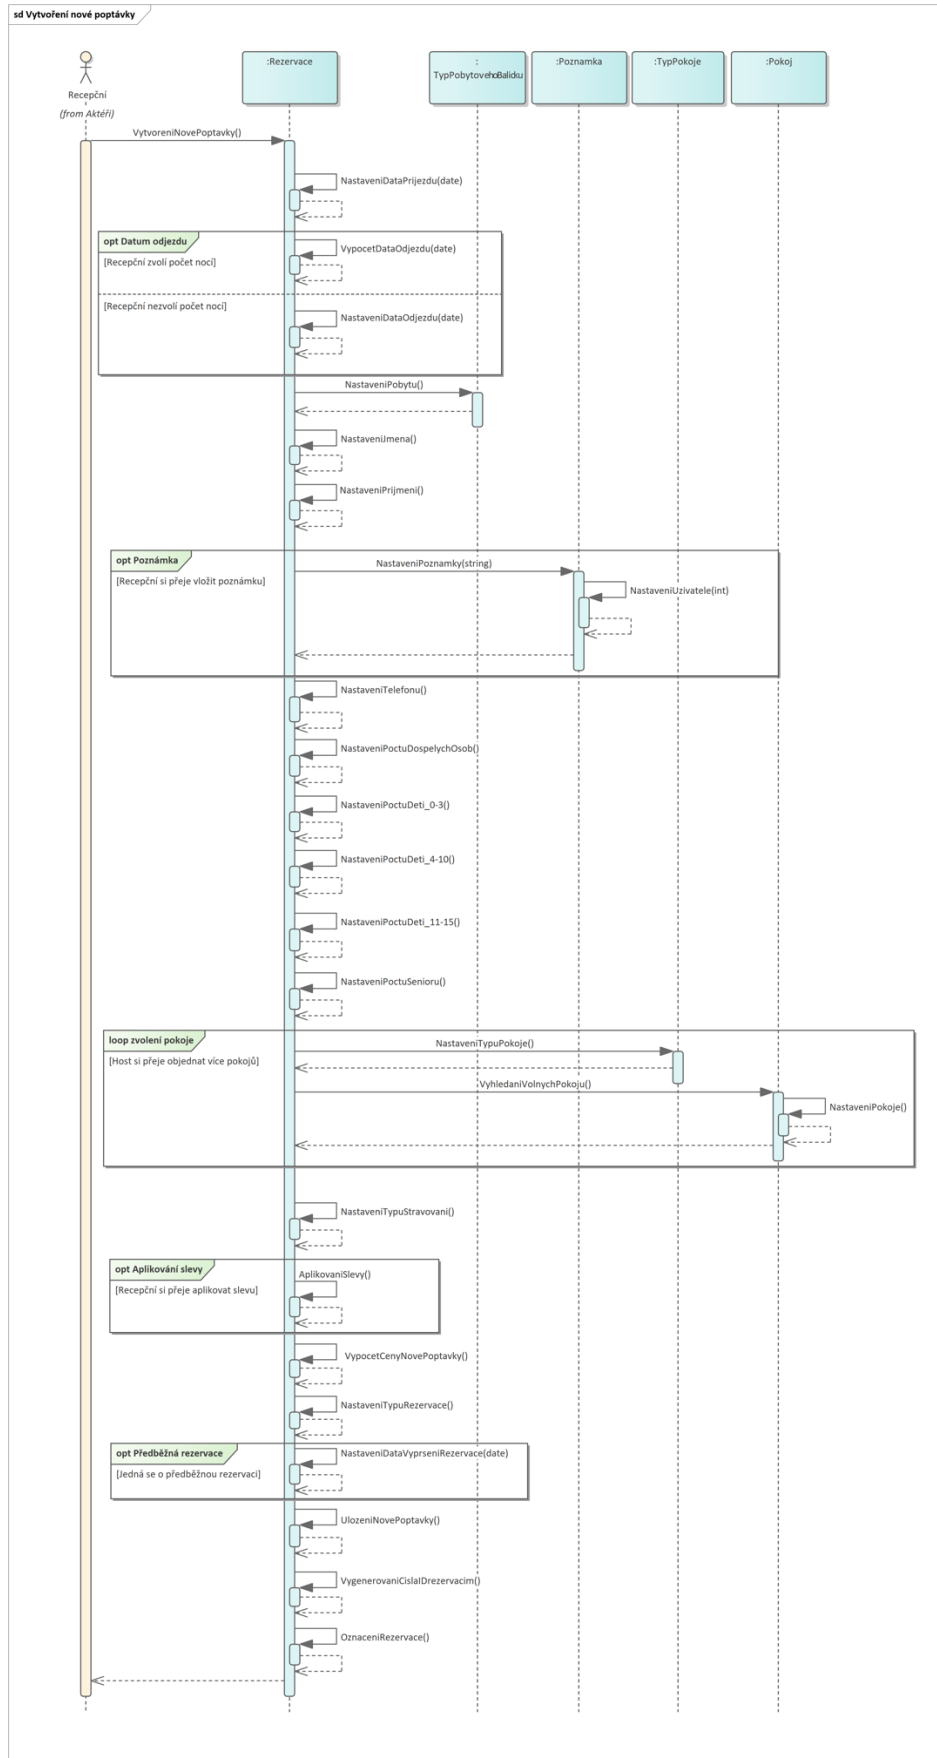 sd Vytvoření nové poptávky
:Rezervace
:
TypPobytovehoBalicku
:Poznamka
:TypPokoje
:Pokoj
Recepční
(from Aktéři)
VytvoreniNovePoptavky()
NastaveniDataPrijezdu(date)
opt Datum odjezdu
VypocetDataOdjezdu(date)
[Recepční zvolí počet nocí]
[Recepční nezvolí počet nocí]
NastaveniDataOdjezdu(date)
NastaveniPobytu()
NastaveniJmena()
NastaveniPrijmeni()
opt Poznámka
NastaveniPoznamky(string)
[Recepční si přeje vložit poznámku]
NastaveniUzivatele(int)
NastaveniTelefonu()
NastaveniPoctuDospelychOsob()
NastaveniPoctuDeti_0-3()
NastaveniPoctuDeti_4-10()
NastaveniPoctuDeti_11-15()
NastaveniPoctuSenioru()
loop zvolení pokoje
NastaveniTypuPokoje()
[Host si přeje objednat více pokojů]
VyhledaniVolnychPokoju()
NastaveniPokoje()
NastaveniTypuStravovani()
opt Aplikování slevy
AplikovaniSlevy()
[Recepční si přeje aplikovat slevu]
VypocetCenyNovePoptavky()
NastaveniTypuRezervace()
opt Předběžná rezervace
NastaveniDataVyprseniRezervace(date)
[Jedná se o předběžnou rezervaci]
UlozeniNovePoptavky()
VygenerovaniCislaIDrezervacim()
OznaceniRezervace()